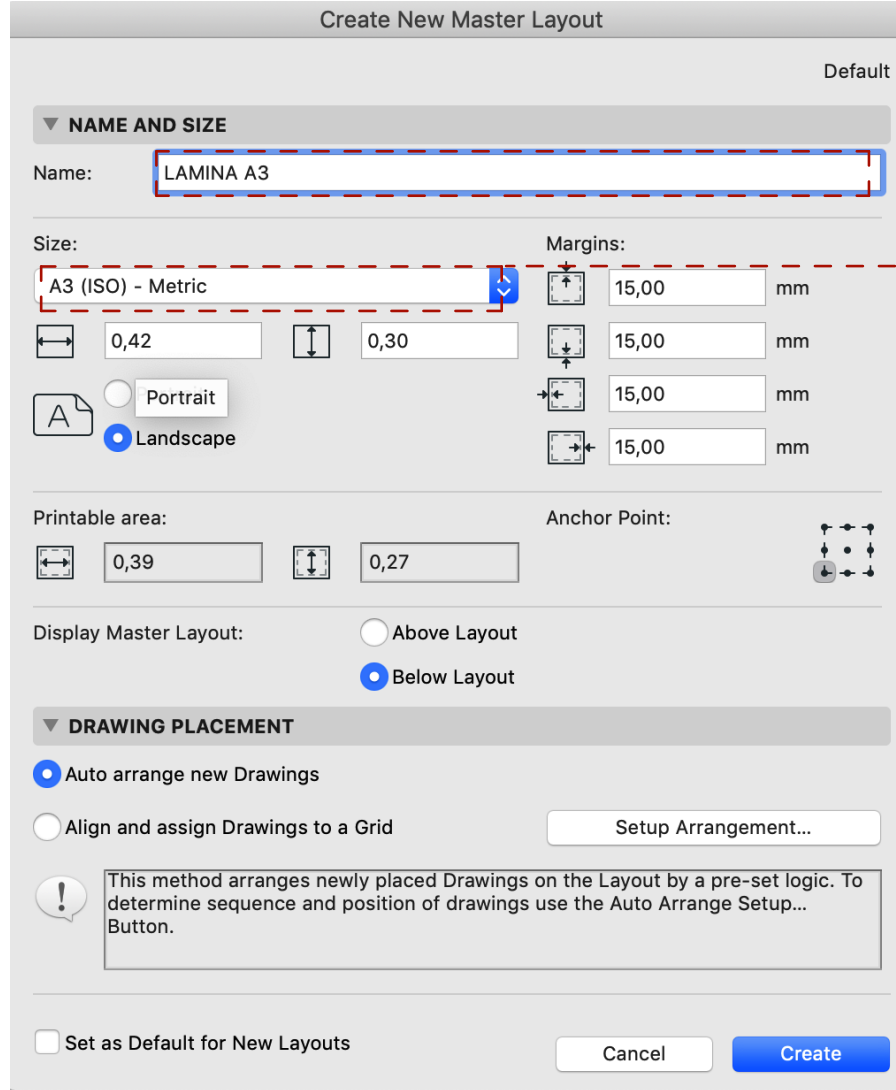 Create New Master Layout
Default
NAME AND SIZE
Name: LAMINA A3
Size: Margins:
A3 (ISO) - Metric 15,00 mm
0,42 0,30 15,00 mm
Portrait 15,00 mm
A Landscape 15,00 mm
Printable area: Anchor Point:
0,39 0,27
Display Master Layout: Above Layout
Below Layout
DRAWING PLACEMENT
Auto arrange new Drawings
Align and assign Drawings to a Grid Setup Arrangement...
This method arranges newly placed Drawings on the Layout by a pre-set logic. To
determine sequence and position of drawings use the Auto Arrange Setup...
Button.
Set as Default for New Layouts Cancel Create